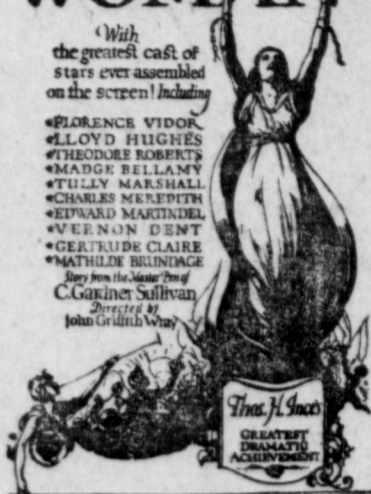 With
the greatest cast of
stars ever assembled
on the screen! Including
*FLORENCE VIDOR
*LLOYD HUGHES
*THEODORE ROBERTS
*MADGE BELLAMY
*TULLY MARSHALL
*CHARLES MEREDITH
*EDWARD MARTINDEL
*VERNON DENT
*GERTRUDE CLAIRE
*MATHILDE BRUNDAGE
Story from the Master Pen of
C. Gardner Sullivan
Directed by
John Griffith Wray
Thos. H. Ince's
GREATEST
DRAMATIC
ACHIEVEMENT